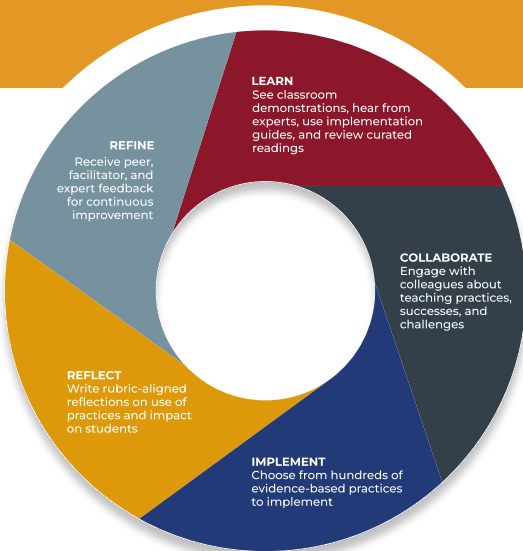 LEARN
See classroom
demonstrations, hear from
experts, use implementation
guides, and review curated
readings
COLLABORATE
Engage with
colleagues about
teaching practices,
successes, and
challenges
IMPLEMENT
Choose from hundreds of
evidence-based practices
to implement
REFLECT
Write rubric-aligned
reflections on use of
practices and impact
on students
REFINE
Receive peer,
facilitator, and
expert feedback
for continuous
improvement